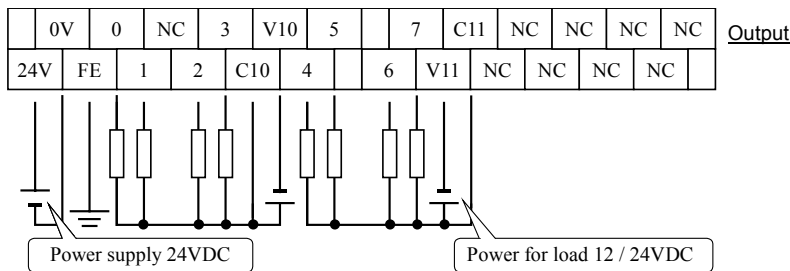 0V 0 NC 3 V10 5 7 C11 NC NC NC NC Output
24V FE 1 2 C10 4 6 V11 NC NC NC NC
Power supply 24VDC Power for load 12 / 24VDC